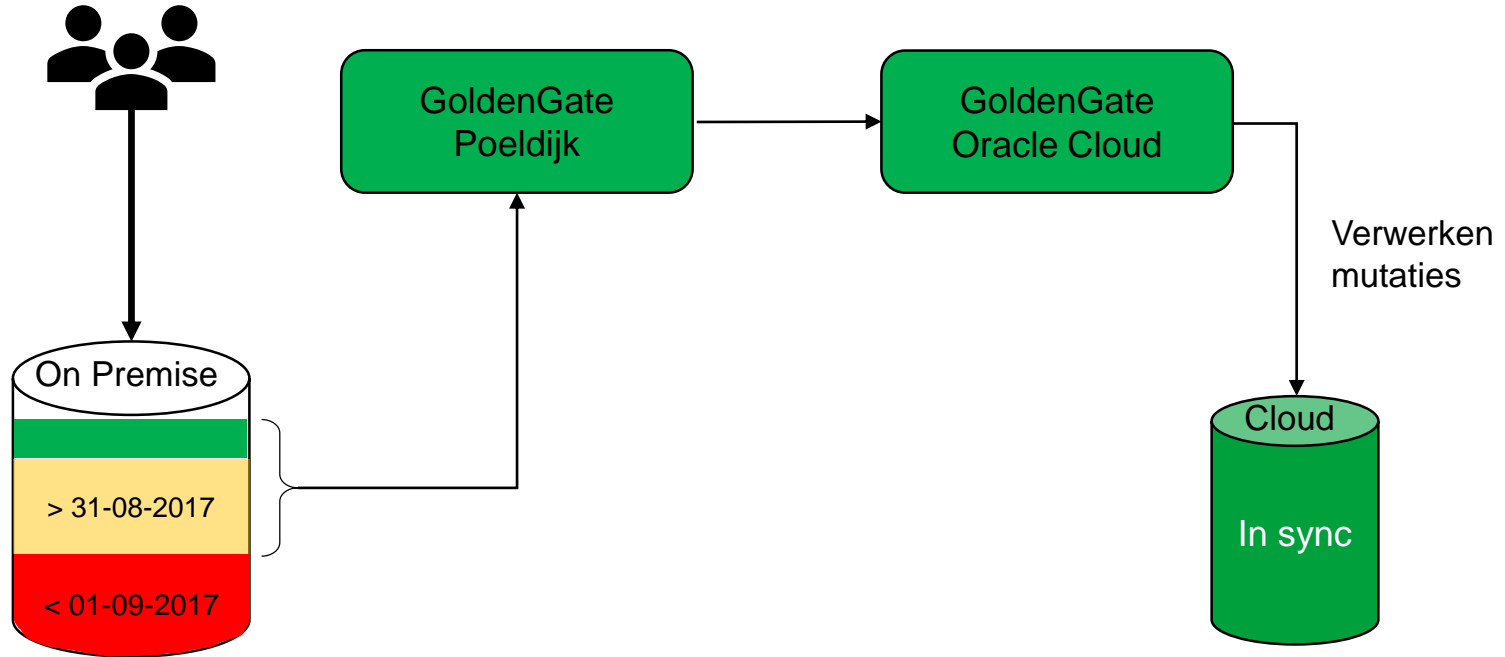 GoldenGate
Poeldijk
GoldenGate
Oracle Cloud
Verwerken
mutaties
On Premise
> 31-08-2017
< 01-09-2017
Cloud
In sync